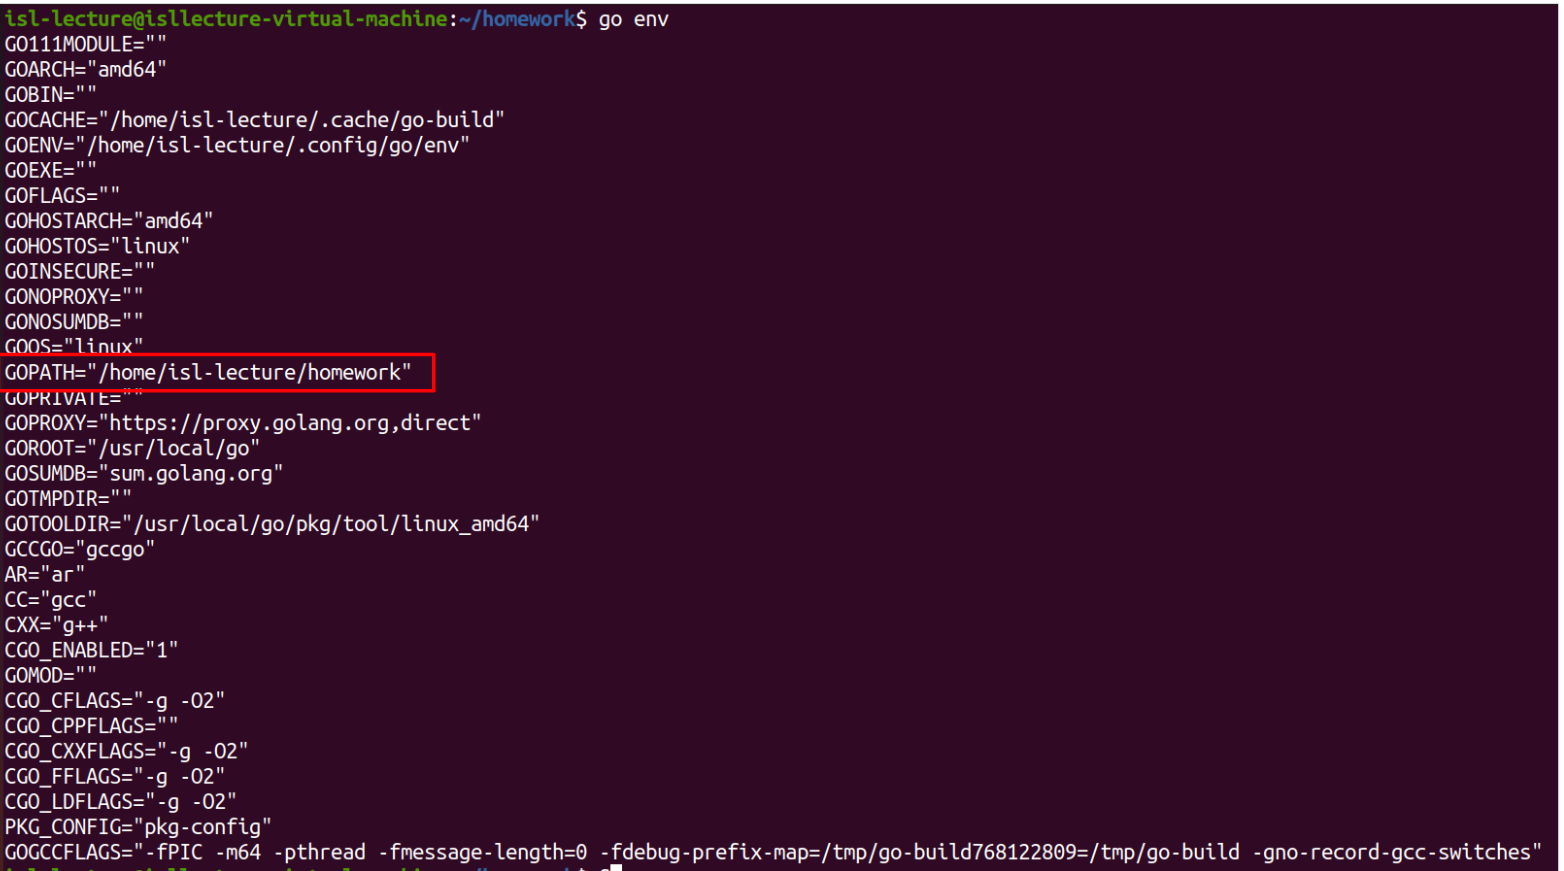 isl-lecture@isllecture-virtual-machine:~/homework$ go env
GO111MODULE=""
GOARCH="amd64"
GOBIN=""
GOCACHE="/home/isl-lecture/.cache/go-build"
GOENV="/home/isl-lecture/.config/go/env"
GOEXE=""
GOFLAGS=""
GOHOSTARCH="amd64"
GOHOSTOS="linux"
GOINSECURE=""
GONOPROXY=""
GONOSUMDB=""
GOOS="linux"
GOPATH="/home/isl-lecture/homework"
GOPRIVATE=""
GOPROXY="https://proxy.golang.org,direct"
GOROOT="/usr/local/go"
GOSUMDB="sum.golang.org"
GOTMPDIR=""
GOTOOLDIR="/usr/local/go/pkg/tool/linux_amd64"
GCCGO="gccgo"
AR="ar"
CC="gcc"
CXX="g++"
CGO_ENABLED="1"
GOMOD=""
CGO_CFLAGS="-g -O2"
CGO_CPPFLAGS=""
CGO_CXXFLAGS="-g -O2"
CGO_FFLAGS="-g -O2"
CGO_LDFLAGS="-g -O2"
PKG_CONFIG="pkg-config"
GOGCCFLAGS="-fPIC -m64 -pthread -fmessage-length=0 -fdebug-prefix-map=/tmp/go-build768122809=/tmp/go-build -gno-record-gcc-switches"